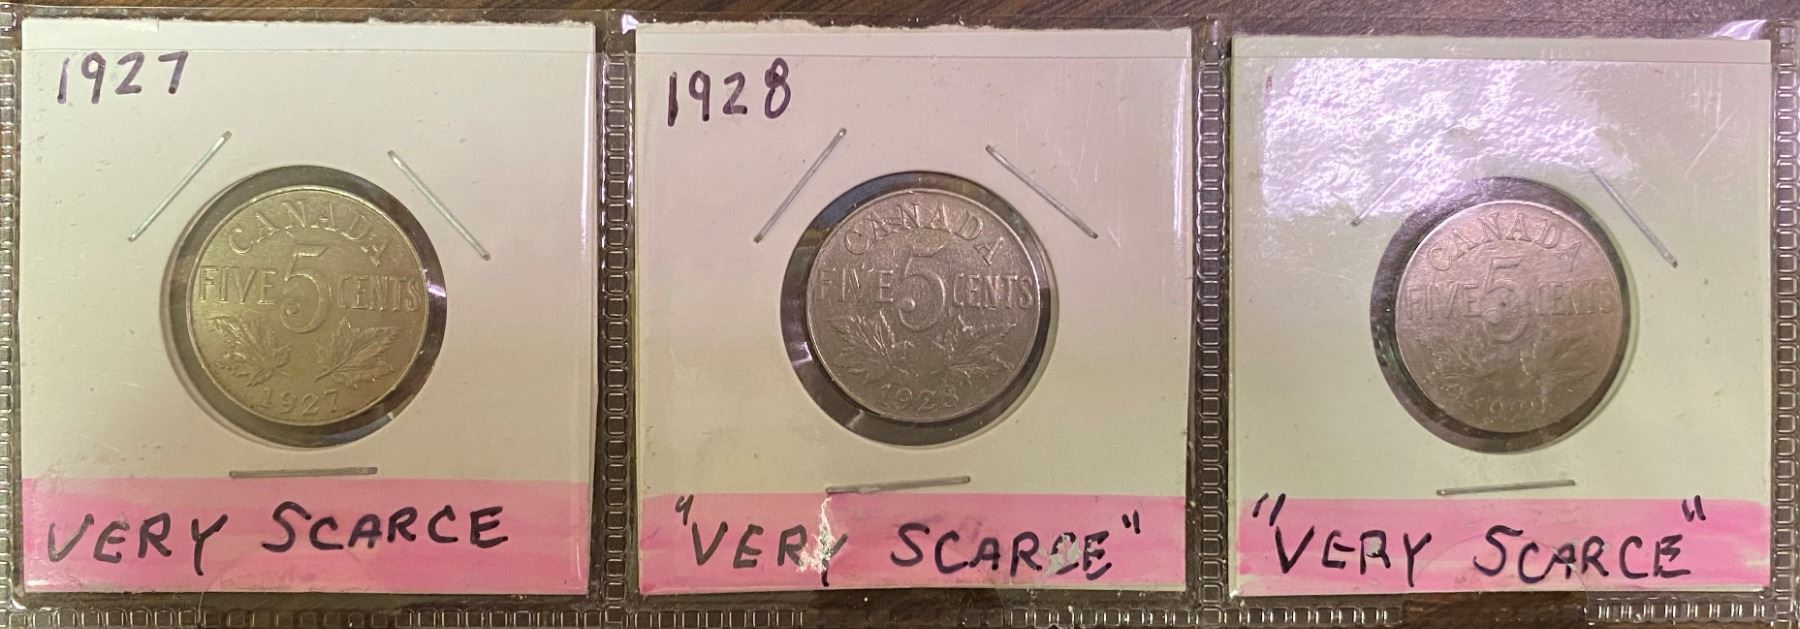 1927
CANADA
FIVE 5 CENTS
1927
VERY SCARCE
1928
CANADA
FIVE 5 CENTS
1928
"VERY SCARCE"
CANADA
FIVE 5 CENTS
"VERY SCARCE"